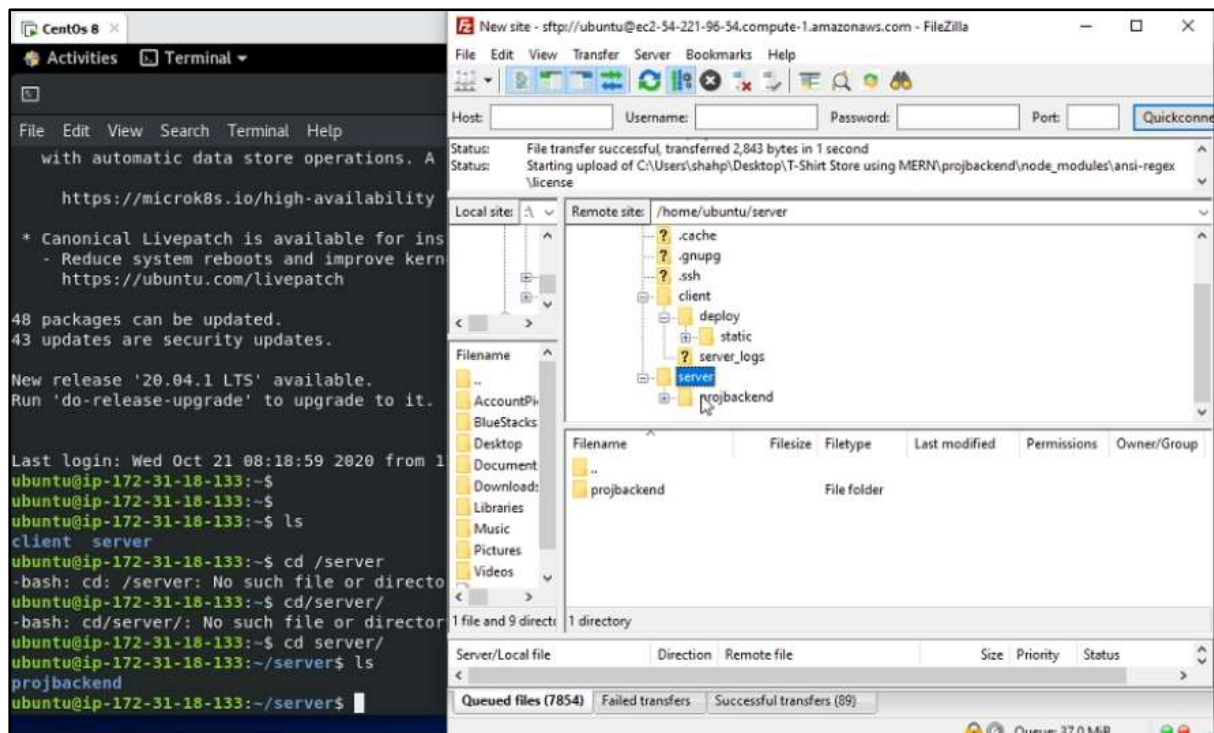 CentOs 8
Activities Terminal
File Edit View Search Terminal Help
with automatic data store operations. A
https://microk8s.io/high-availability
* Canonical Livepatch is available for ins
- Reduce system reboots and improve kern
https://ubuntu.com/livepatch
48 packages can be updated.
43 updates are security updates.
New release '20.04.1 LTS' available.
Run 'do-release-upgrade' to upgrade to it.
Last login: Wed Oct 21 08:18:59 2020 from 1
ubuntu@ip-172-31-18-133:~$
ubuntu@ip-172-31-18-133:~$
ubuntu@ip-172-31-18-133:~$ ls
client server
ubuntu@ip-172-31-18-133:~$ cd /server
-bash: cd: /server: No such file or directo
ubuntu@ip-172-31-18-133:~$ cd/server/
-bash: cd/server/: No such file or director
ubuntu@ip-172-31-18-133:~$ cd server/
ubuntu@ip-172-31-18-133:~/server$ ls
projbackend
ubuntu@ip-172-31-18-133:~/server$
New site - sftp://ubuntu@ec2-54-221-96-54.compute-1.amazonaws.com - FileZilla
File Edit View Transfer Server Bookmarks Help
Host: Username: Password: Port: Quickconne
Status: File transfer successful, transferred 2,843 bytes in 1 second
Status: Starting upload of C:\Users\shahp\Desktop\T-Shirt Store using MERN\projbackend\node_modules\ansi-regex
\license
Local site: :\ Remote site: /home/ubuntu/server
.cache
.gnupg
.ssh
client
deploy
static
server_logs
server
projbackend
Filename
..
AccountPi
BlueStacks
Desktop
Document
Download
Libraries
Music
Pictures
Videos
1 file and 9 directo
Filename Filesize Filetype Last modified Permissions Owner/Group
..
projbackend File folder
1 directory
Server/Local file Direction Remote file Size Priority Status
Queued files (7854) Failed transfers Successful transfers (89)
Queue: 37.0 MiB